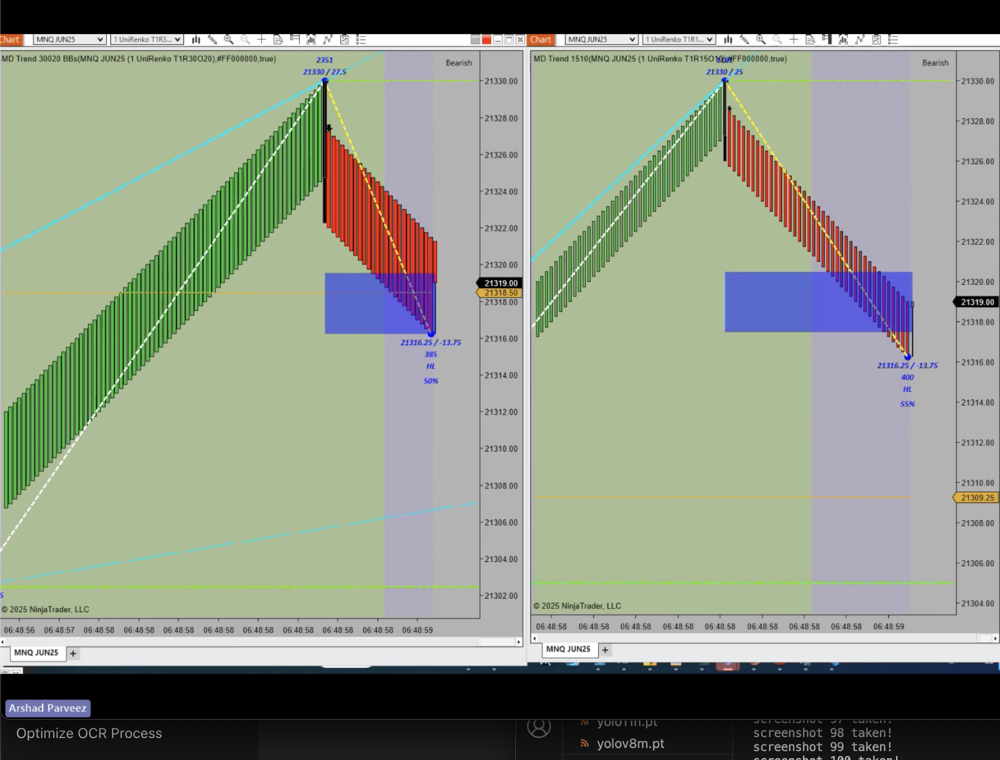 Chart MNQ JUN25 1 UniRenko T1R3...
MD Trend 30020 BBs(MNQ JUN25 (1 UniRenko T1R30O20),#FF000000,true)
Bearish
2351
21330 / 27.5
21330.00
21328.00
21326.00
21324.00
21322.00
21320.00
21319.00
21318.50
21318.00
21316.00
21314.00
21312.00
21310.00
21308.00
21306.00
21304.00
21302.00
21316.25 / -13.75
385
HL
50%
© 2025 NinjaTrader, LLC
06:48:56 06:48:57 06:48:58 06:48:58 06:48:58 06:48:58 06:48:58 06:48:58 06:48:58 06:48:58 06:48:59
MNQ JUN25 +
Chart MNQ JUN25 1 UniRenko T1R1...
MD Trend 1510(MNQ JUN25 (1 UniRenko T1R15O10),#FF000000,true)
Bearish
21330 / 25
21330.00
21328.00
21326.00
21324.00
21322.00
21320.00
21319.00
21318.00
21316.00
21314.00
21312.00
21310.00
21309.25
21308.00
21306.00
21304.00
21316.25 / -13.75
400
HL
55%
© 2025 NinjaTrader, LLC
06:48:58 06:48:58 06:48:58 06:48:58 06:48:58 06:48:58 06:48:58 06:48:58 06:48:59
MNQ JUN25 +
Arshad Parveez
Optimize OCR Process
yolo11n.pt
yolov8m.pt
screenshot 97 taken!
screenshot 98 taken!
screenshot 99 taken!
screenshot 100 taken!